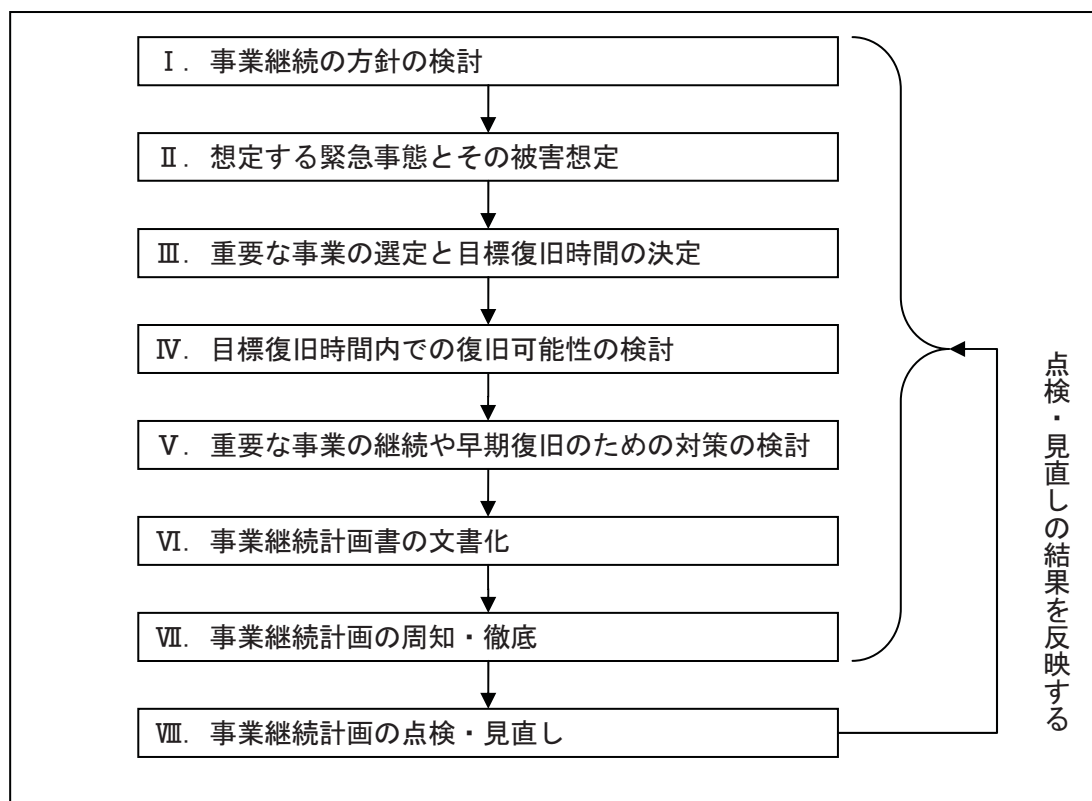 Ⅰ．事業継続の方針の検討
Ⅱ．想定する緊急事態とその被害想定
Ⅲ．重要な事業の選定と目標復旧時間の決定
Ⅳ．目標復旧時間内での復旧可能性の検討
Ⅴ．重要な事業の継続や早期復旧のための対策の検討
Ⅵ．事業継続計画書の文書化
Ⅶ．事業継続計画の周知・徹底
Ⅷ．事業継続計画の点検・見直し
点検・見直しの結果を反映する